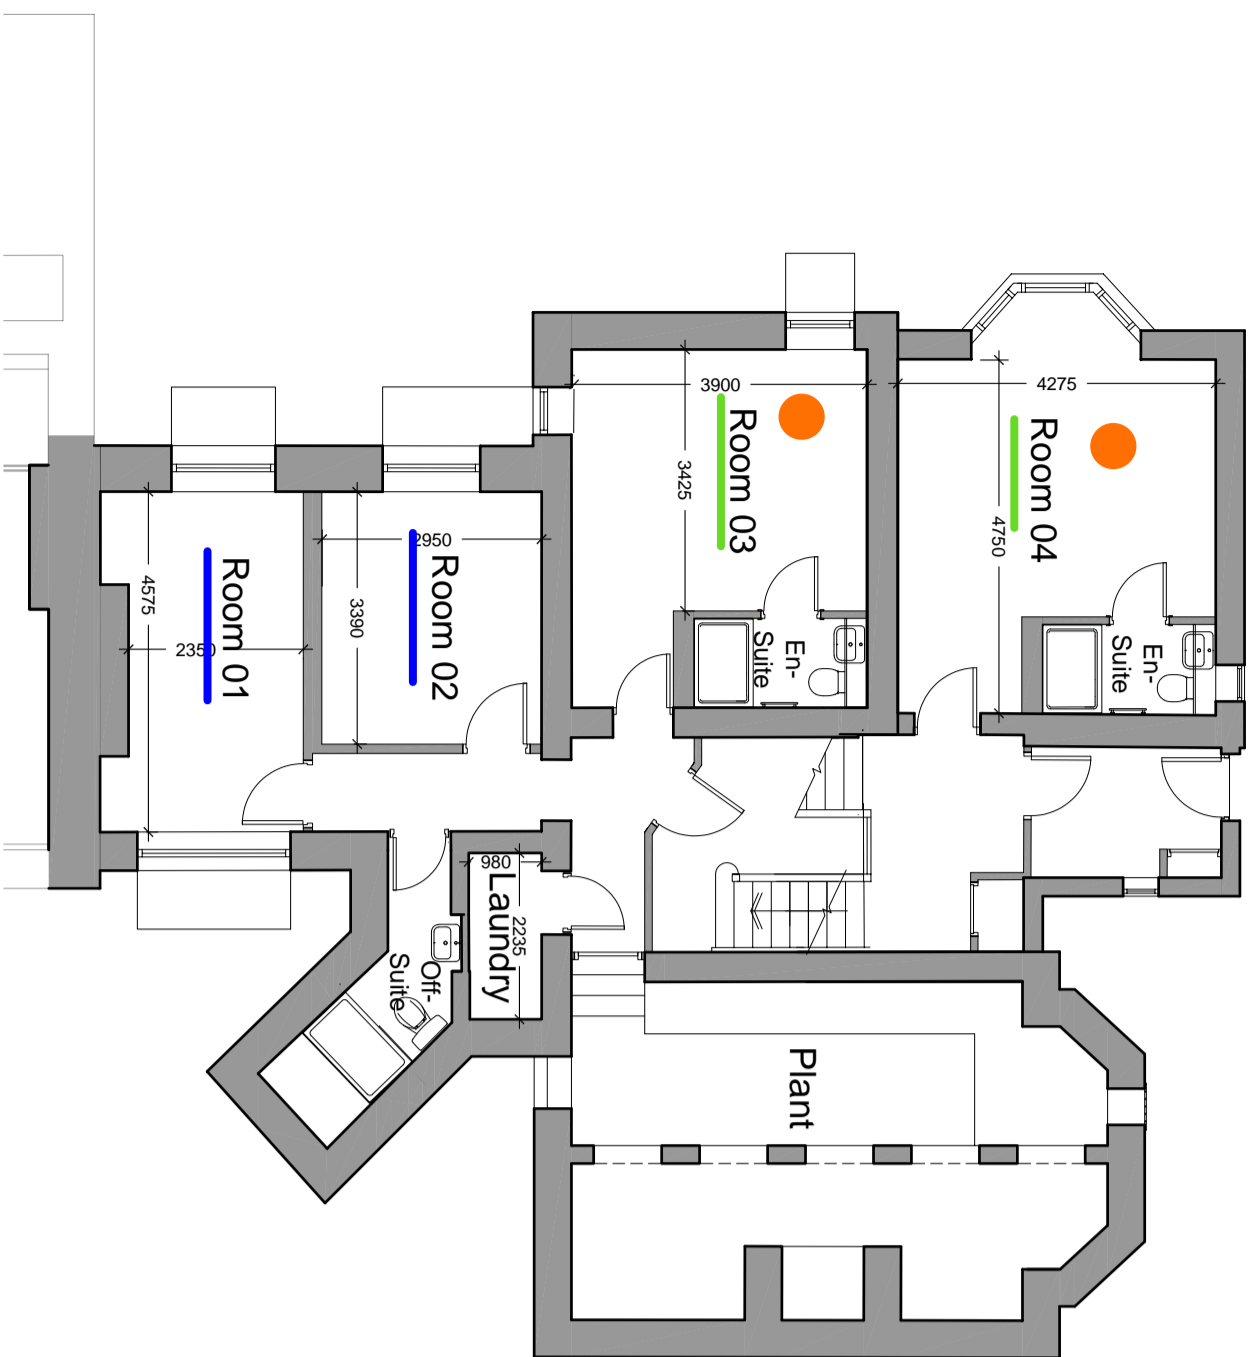 Room 01
4575
2350
Room 02
2950
3390
Room 03
3900
3425
En-
Suite
Room 04
4275
4750
En-
Suite
Off-
Suite
Laundry
980
2235
Plant